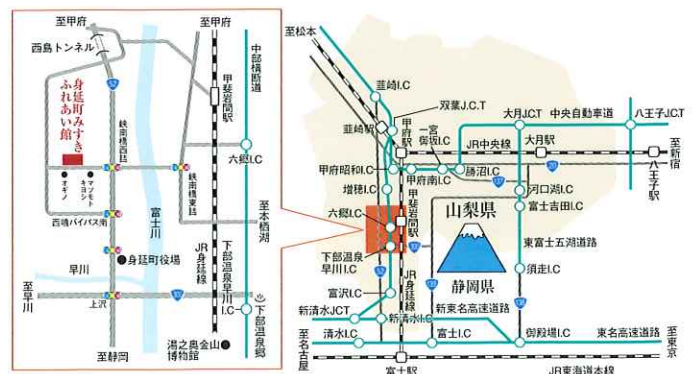 至甲府
至甲府
西島トンネル
52
身延町みすき
ふれあい館
峡南橋西詰
峡南橋東詰
甲斐岩間駅
中部横断道
六郷I.C
オギノ
マツモト
キヨシ
西嶋バイパス南
富士川
至本栖湖
早川
身延町役場
JR身延線
下部温泉早川
I.C
至早川
上沢
下部温泉郷
至静岡
湯之奥金山
博物館
至松本
韮崎I.C
双葉J.C.T
韮崎駅
甲府駅
一宮
御坂I.C
大月J.C.T
中央自動車道
八王子J.C.T
JR中央線
大月駅
20
至新宿
八王子駅
甲府昭和I.C
甲府南I.C
勝沼I.C
137
増穂I.C
河口湖I.C
富士吉田I.C
六郷I.C
甲斐岩間駅
山梨県
下部温泉
早川I.C
52
東富士五湖道路
静岡県
139
138
須走I.C
JR身延線
富沢I.C
新清水JCT
新清水I.C
新東名高速道路
清水I.C
富士I.C
御殿場I.C
東名高速道路
至名古屋
至東京
富士駅
JR東海道本線